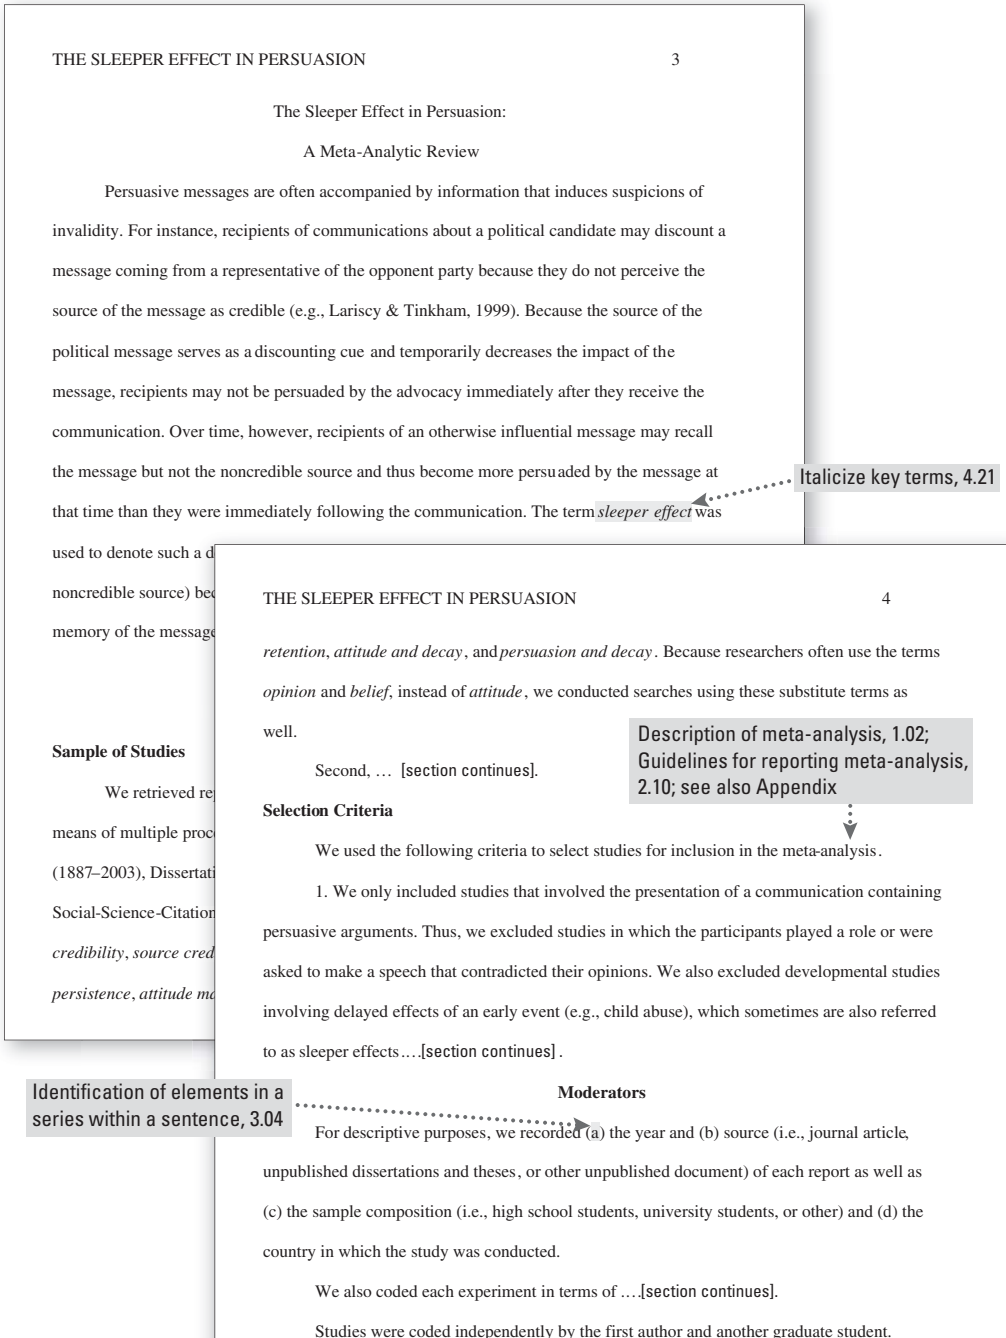 THE SLEEPER EFFECT IN PERSUASION 3
The Sleeper Effect in Persuasion:
A Meta-Analytic Review
Persuasive messages are often accompanied by information that induces suspicions of
invalidity. For instance, recipients of communications about a political candidate may discount a
message coming from a representative of the opponent party because they do not perceive the
source of the message as credible (e.g., Lariscy & Tinkham, 1999). Because the source of the
political message serves as a discounting cue and temporarily decreases the impact of the
message, recipients may not be persuaded by the advocacy immediately after they receive the
communication. Over time, however, recipients of an otherwise influential message may recall
the message but not the noncredible source and thus become more persuaded by the message at
that time than they were immediately following the communication. The term sleeper effect was
used to denote such a d
noncredible source) bec
memory of the message
Sample of Studies
We retrieved rep
means of multiple proc
(1887–2003), Dissertati
Social-Science-Citation
credibility, source cred
persistence, attitude ma
Italicize key terms, 4.21
THE SLEEPER EFFECT IN PERSUASION 4
retention, attitude and decay, and persuasion and decay. Because researchers often use the terms
opinion and belief, instead of attitude, we conducted searches using these substitute terms as
well.
Second, … [section continues].
Description of meta-analysis, 1.02;
Guidelines for reporting meta-analysis,
2.10; see also Appendix
Selection Criteria
We used the following criteria to select studies for inclusion in the meta-analysis.
1. We only included studies that involved the presentation of a communication containing
persuasive arguments. Thus, we excluded studies in which the participants played a role or were
asked to make a speech that contradicted their opinions. We also excluded developmental studies
involving delayed effects of an early event (e.g., child abuse), which sometimes are also referred
to as sleeper effects.…[section continues] .
Moderators
Identification of elements in a
series within a sentence, 3.04
For descriptive purposes, we recorded (a) the year and (b) source (i.e., journal article,
unpublished dissertations and theses, or other unpublished document) of each report as well as
(c) the sample composition (i.e., high school students, university students, or other) and (d) the
country in which the study was conducted.
We also coded each experiment in terms of .…[section continues].
Studies were coded independently by the first author and another graduate student.